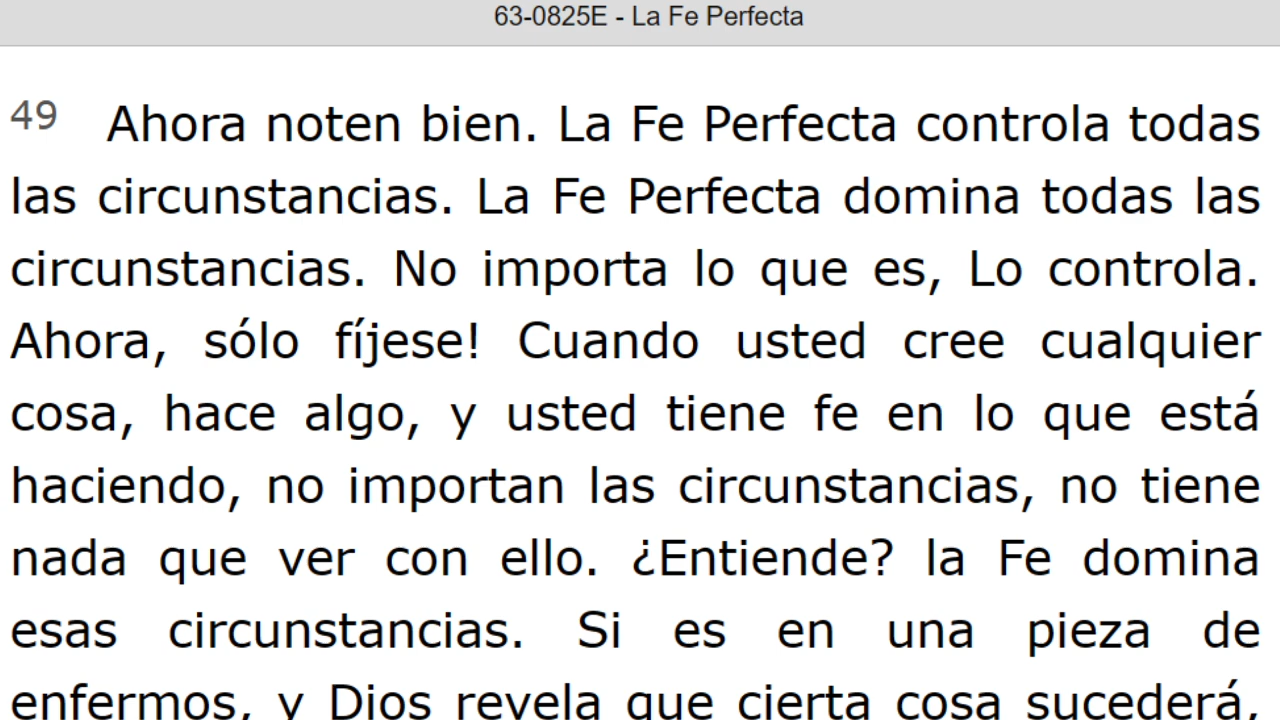 63-0825E - La Fe Perfecta
49 Ahora noten bien. La Fe Perfecta controla todas
las circunstancias. La Fe Perfecta domina todas las
circunstancias. No importa lo que es, Lo controla.
Ahora, sólo fíjese! Cuando usted cree cualquier
cosa, hace algo, y usted tiene fe en lo que está
haciendo, no importan las circunstancias, no tiene
nada que ver con ello. ¿Entiende? la Fe domina
esas circunstancias. Si es en una pieza de
enfermos, y Dios revela que cierta cosa sucederá,